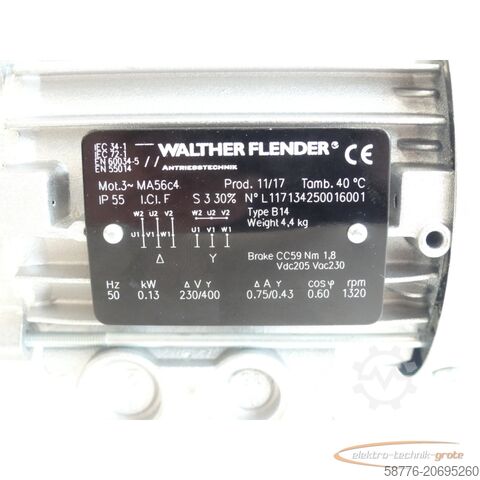 IEC 34-1
IEC 72-1
EN 60034-5
EN 55014
WALTHER FLENDER®
ANTRIEBSTECHNIK
CE
Mot.3~ MA56c4 Prod. 11/17 Tamb. 40 °C
IP 55 I.Cl. F S 3 30% N° L117134250016001
W2 U2 V2 W2 U2 V2 Type B14
Weight 4,4 kg
U1 V1 W1 U1 V1 W1
Δ Y Brake CC59 Nm 1,8
Vdc205 Vac230
Hz kW Δ V Y Δ A Y cos φ rpm
50 0.13 230/400 0.75/0.43 0.60 1320
elektro-technik-grote
58776-20695260